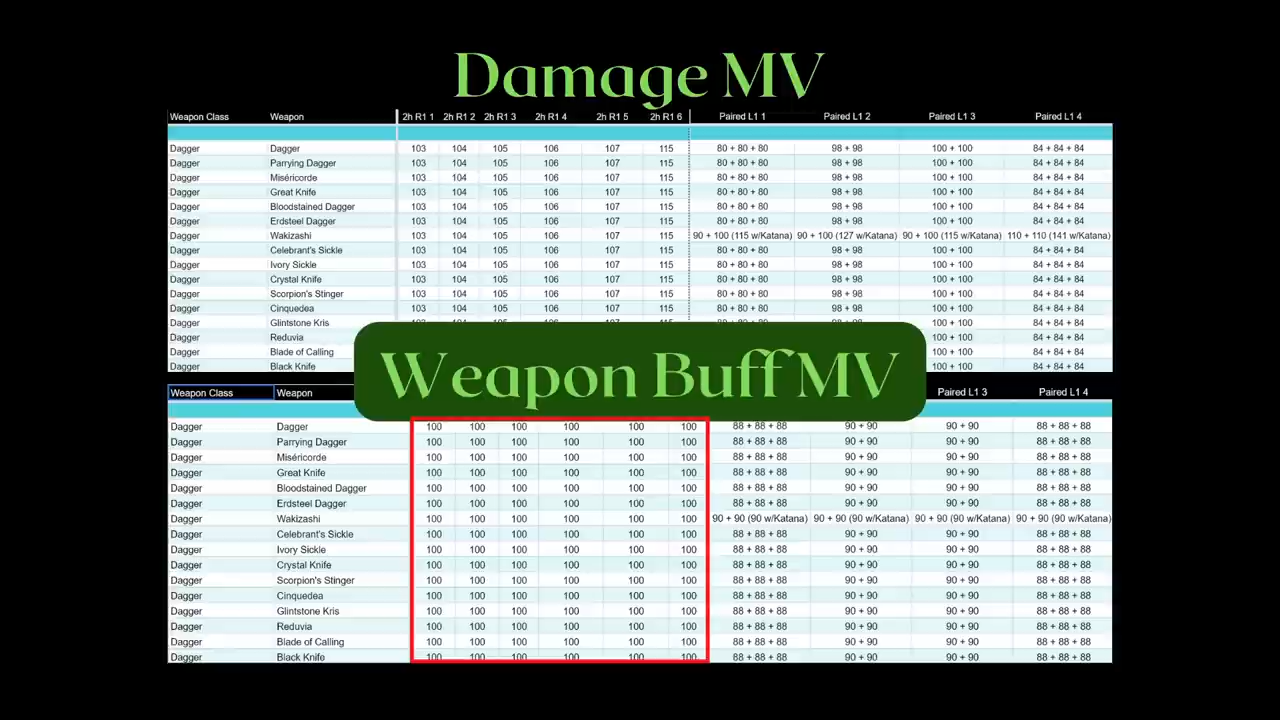 Damage MV
Weapon Class Weapon 2h R1 1 2h R1 2 2h R1 3 2h R1 4 2h R1 5 2h R1 6 Paired L1 1 Paired L1 2 Paired L1 3 Paired L1 4
Dagger Dagger 103 104 105 106 107 115 80 + 80 + 80 98 + 98 100 + 100 84 + 84 + 84
Dagger Parrying Dagger 103 104 105 106 107 115 80 + 80 + 80 98 + 98 100 + 100 84 + 84 + 84
Dagger Miséricorde 103 104 105 106 107 115 80 + 80 + 80 98 + 98 100 + 100 84 + 84 + 84
Dagger Great Knife 103 104 105 106 107 115 80 + 80 + 80 98 + 98 100 + 100 84 + 84 + 84
Dagger Bloodstained Dagger 103 104 105 106 107 115 80 + 80 + 80 98 + 98 100 + 100 84 + 84 + 84
Dagger Erdsteel Dagger 103 104 105 106 107 115 80 + 80 + 80 98 + 98 100 + 100 84 + 84 + 84
Dagger Wakizashi 103 104 105 106 107 115 90 + 100 (115 w/Katana) 90 + 100 (127 w/Katana) 90 + 100 (115 w/Katana) 110 + 110 (141 w/Katana)
Dagger Celebrant's Sickle 103 104 105 106 107 115 80 + 80 + 80 98 + 98 100 + 100 84 + 84 + 84
Dagger Ivory Sickle 103 104 105 106 107 115 80 + 80 + 80 98 + 98 100 + 100 84 + 84 + 84
Dagger Crystal Knife 103 104 105 106 107 115 80 + 80 + 80 98 + 98 100 + 100 84 + 84 + 84
Dagger Scorpion's Stinger 103 104 105 106 107 115 80 + 80 + 80 98 + 98 100 + 100 84 + 84 + 84
Dagger Cinquedea 103 104 105 106 107 115 80 + 80 + 80 98 + 98 100 + 100 84 + 84 + 84
Dagger Glintstone Kris 100 + 100 84 + 84 + 84
Dagger Reduvia 100 + 100 84 + 84 + 84
Dagger Blade of Calling 100 + 100 84 + 84 + 84
Dagger Black Knife 100 + 100 84 + 84 + 84
Weapon Buff MV
Weapon Class Weapon Paired L1 3 Paired L1 4
Dagger Dagger 100 100 100 100 100 100 88 + 88 + 88 90 + 90 90 + 90 88 + 88 + 88
Dagger Parrying Dagger 100 100 100 100 100 100 88 + 88 + 88 90 + 90 90 + 90 88 + 88 + 88
Dagger Miséricorde 100 100 100 100 100 100 88 + 88 + 88 90 + 90 90 + 90 88 + 88 + 88
Dagger Great Knife 100 100 100 100 100 100 88 + 88 + 88 90 + 90 90 + 90 88 + 88 + 88
Dagger Bloodstained Dagger 100 100 100 100 100 100 88 + 88 + 88 90 + 90 90 + 90 88 + 88 + 88
Dagger Erdsteel Dagger 100 100 100 100 100 100 88 + 88 + 88 90 + 90 90 + 90 88 + 88 + 88
Dagger Wakizashi 100 100 100 100 100 100 90 + 90 (90 w/Katana) 90 + 90 (90 w/Katana) 90 + 90 (90 w/Katana) 90 + 90 (90 w/Katana)
Dagger Celebrant's Sickle 100 100 100 100 100 100 88 + 88 + 88 90 + 90 90 + 90 88 + 88 + 88
Dagger Ivory Sickle 100 100 100 100 100 100 88 + 88 + 88 90 + 90 90 + 90 88 + 88 + 88
Dagger Crystal Knife 100 100 100 100 100 100 88 + 88 + 88 90 + 90 90 + 90 88 + 88 + 88
Dagger Scorpion's Stinger 100 100 100 100 100 100 88 + 88 + 88 90 + 90 90 + 90 88 + 88 + 88
Dagger Cinquedea 100 100 100 100 100 100 88 + 88 + 88 90 + 90 90 + 90 88 + 88 + 88
Dagger Glintstone Kris 100 100 100 100 100 100 88 + 88 + 88 90 + 90 90 + 90 88 + 88 + 88
Dagger Reduvia 100 100 100 100 100 100 88 + 88 + 88 90 + 90 90 + 90 88 + 88 + 88
Dagger Blade of Calling 100 100 100 100 100 100 88 + 88 + 88 90 + 90 90 + 90 88 + 88 + 88
Dagger Black Knife 100 100 100 100 100 100 88 + 88 + 88 90 + 90 90 + 90 88 + 88 + 88